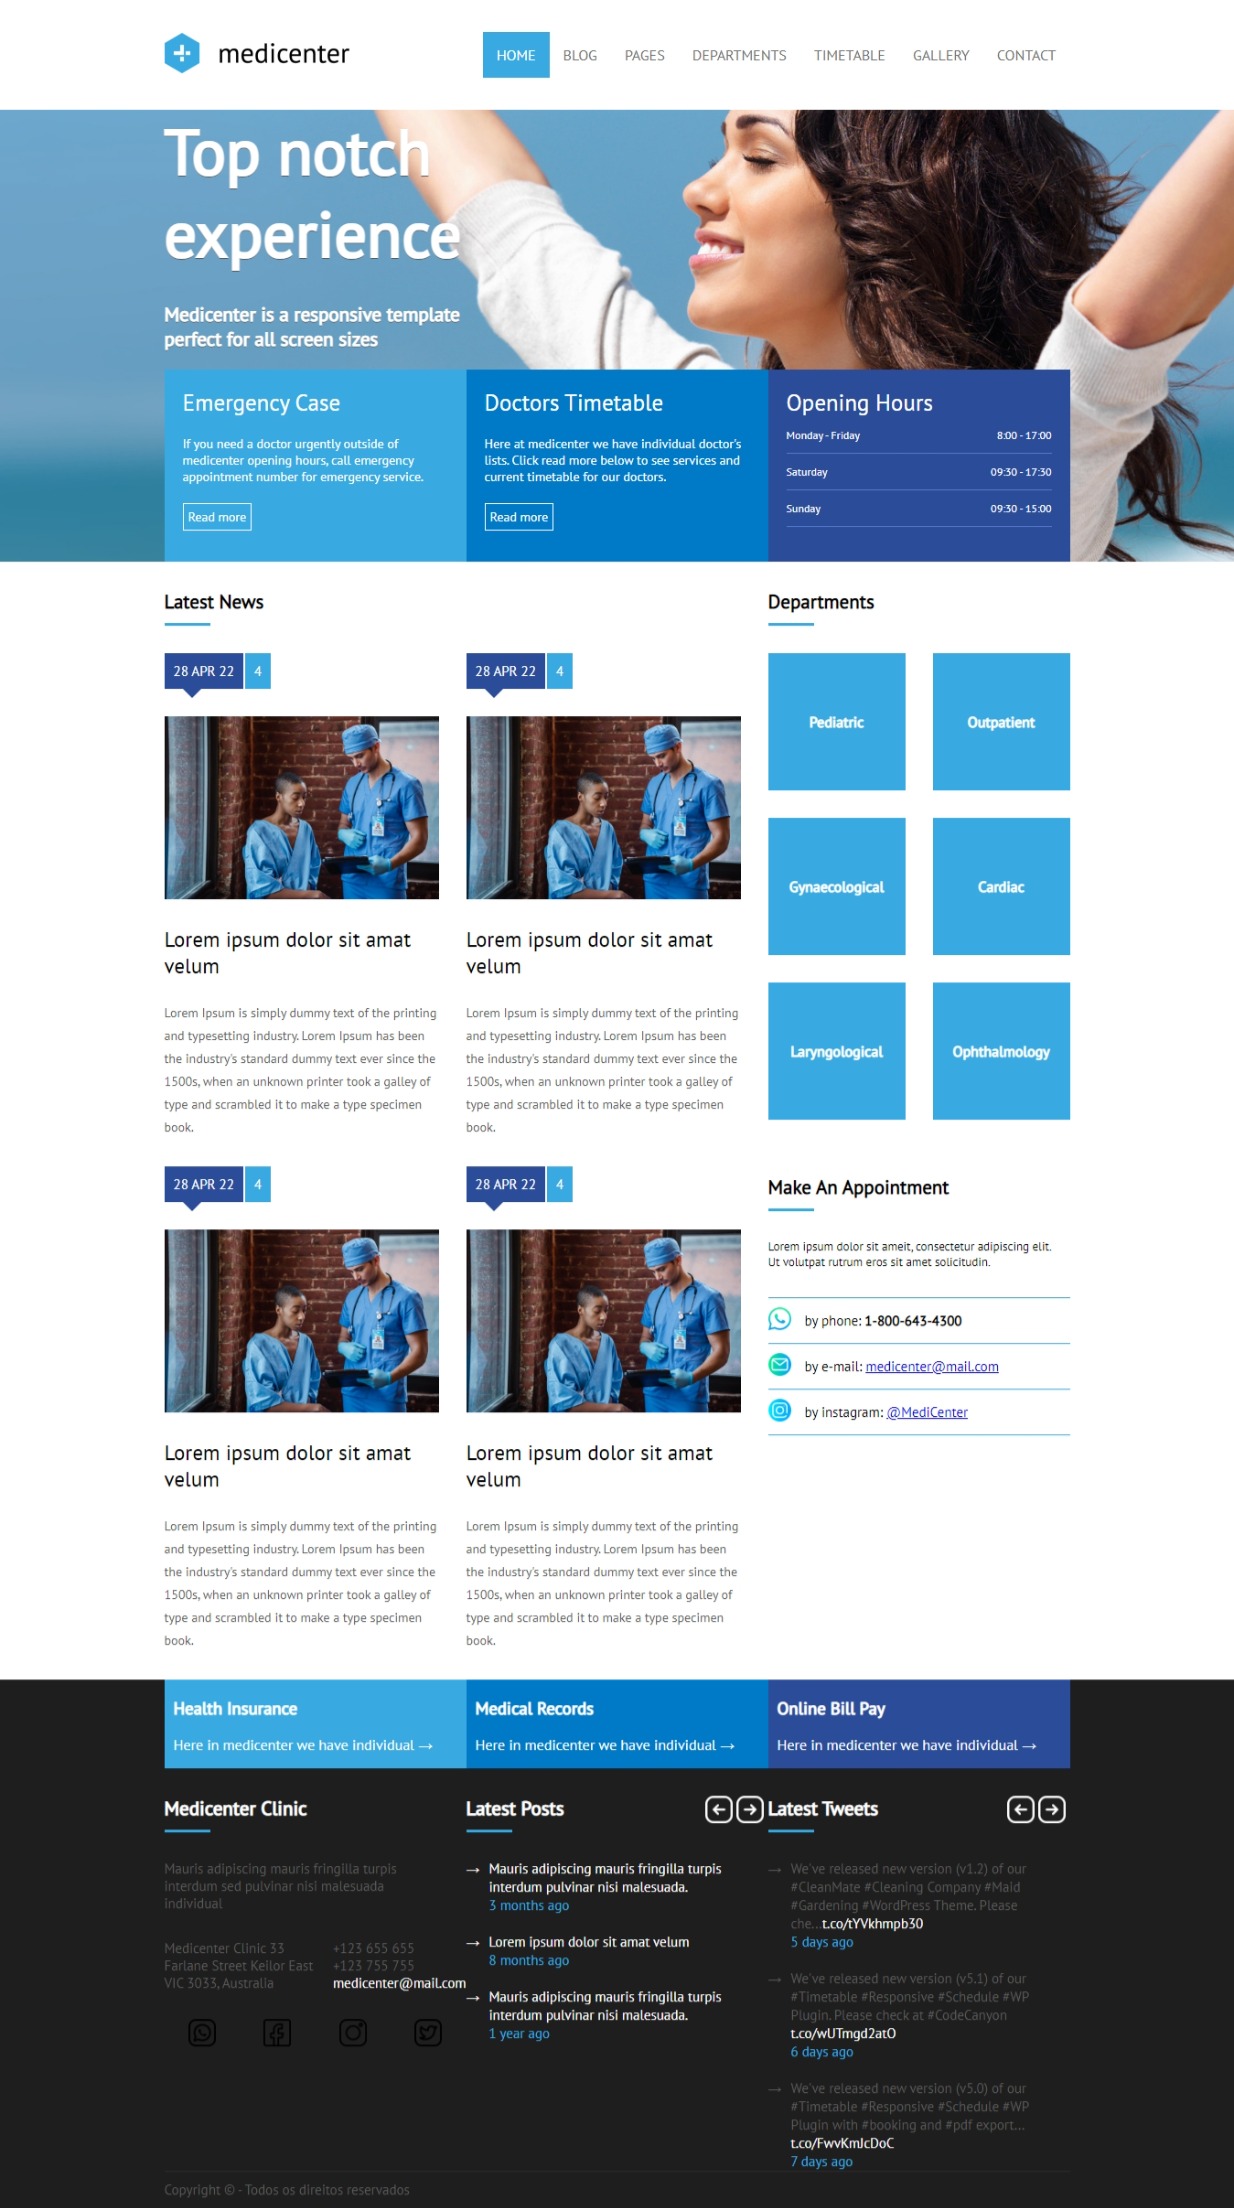 medicenter
HOME BLOG PAGES DEPARTMENTS TIMETABLE GALLERY CONTACT
Top notch
experience
Medicenter is a responsive template
perfect for all screen sizes
Emergency Case
If you need a doctor urgently outside of
medicenter opening hours, call emergency
appointment number for emergency service.
Read more
Doctors Timetable
Here at medicenter we have individual doctor's
lists. Click read more below to see services and
current timetable for our doctors.
Read more
Opening Hours
Monday - Friday 8:00 - 17:00
Saturday 09:30 - 17:30
Sunday 09:30 - 15:00
Latest News
28 APR 22 4
Lorem ipsum dolor sit amat
velum
Lorem Ipsum is simply dummy text of the printing
and typesetting industry. Lorem Ipsum has been
the industry's standard dummy text ever since the
1500s, when an unknown printer took a galley of
type and scrambled it to make a type specimen
book.
28 APR 22 4
Lorem ipsum dolor sit amat
velum
Lorem Ipsum is simply dummy text of the printing
and typesetting industry. Lorem Ipsum has been
the industry's standard dummy text ever since the
1500s, when an unknown printer took a galley of
type and scrambled it to make a type specimen
book.
28 APR 22 4
Lorem ipsum dolor sit amat
velum
Lorem Ipsum is simply dummy text of the printing
and typesetting industry. Lorem Ipsum has been
the industry's standard dummy text ever since the
1500s, when an unknown printer took a galley of
type and scrambled it to make a type specimen
book.
28 APR 22 4
Lorem ipsum dolor sit amat
velum
Lorem Ipsum is simply dummy text of the printing
and typesetting industry. Lorem Ipsum has been
the industry's standard dummy text ever since the
1500s, when an unknown printer took a galley of
type and scrambled it to make a type specimen
book.
Departments
Pediatric
Outpatient
Gynaecological
Cardiac
Laryngological
Ophthalmology
Make An Appointment
Lorem ipsum dolor sit ameit, consectetur adipiscing elit.
Ut volutpat rutrum eros sit amet solicitudin.
by phone: 1-800-643-4300
by e-mail: medicenter@mail.com
by instagram: @MediCenter
Health Insurance
Here in medicenter we have individual →
Medical Records
Here in medicenter we have individual →
Online Bill Pay
Here in medicenter we have individual →
Medicenter Clinic
Mauris adipiscing mauris fringilla turpis
interdum sed pulvinar nisi malesuada
individual
Medicenter Clinic 33
Farlane Street Keilor East
VIC 3033, Australia
+123 655 655
+123 755 755
medicenter@mail.com
Latest Posts
→ Mauris adipiscing mauris fringilla turpis
interdum pulvinar nisi malesuada.
3 months ago
→ Lorem ipsum dolor sit amat velum
8 months ago
→ Mauris adipiscing mauris fringilla turpis
interdum pulvinar nisi malesuada.
1 year ago
Latest Tweets
→ We've released new version (v1.2) of our
#CleanMate #Cleaning Company #Maid
#Gardening #WordPress Theme. Please
che...t.co/tYVkhmpb30
5 days ago
→ We've released new version (v5.1) of our
#Timetable #Responsive #Schedule #WP
Plugin. Please check at #CodeCanyon
t.co/wUTmgd2atO
6 days ago
→ We've released new version (v5.0) of our
#Timetable #Responsive #Schedule #WP
Plugin with #booking and #pdf export...
t.co/FwvKmJcDoC
7 days ago
Copyright © - Todos os direitos reservados